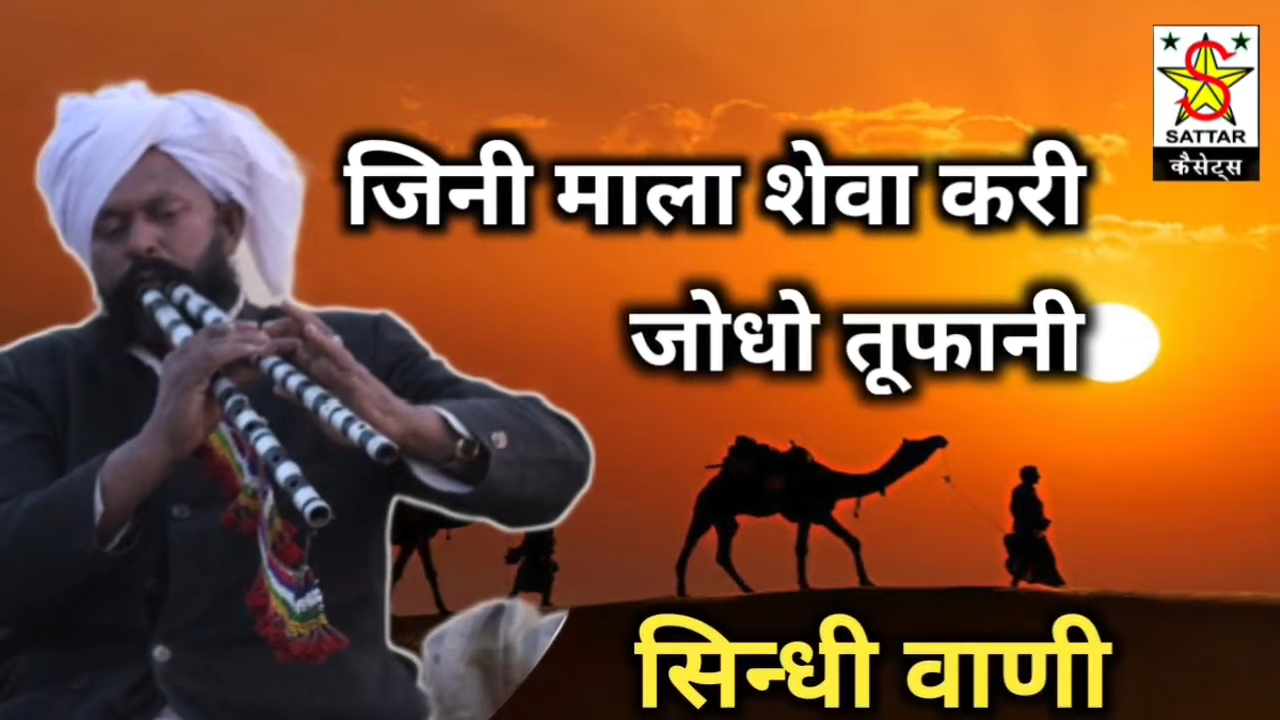 जिनी माला शेवा करी
जोधो तूफानी
सिन्धी वाणी
S
SATTAR
कैसेट्स